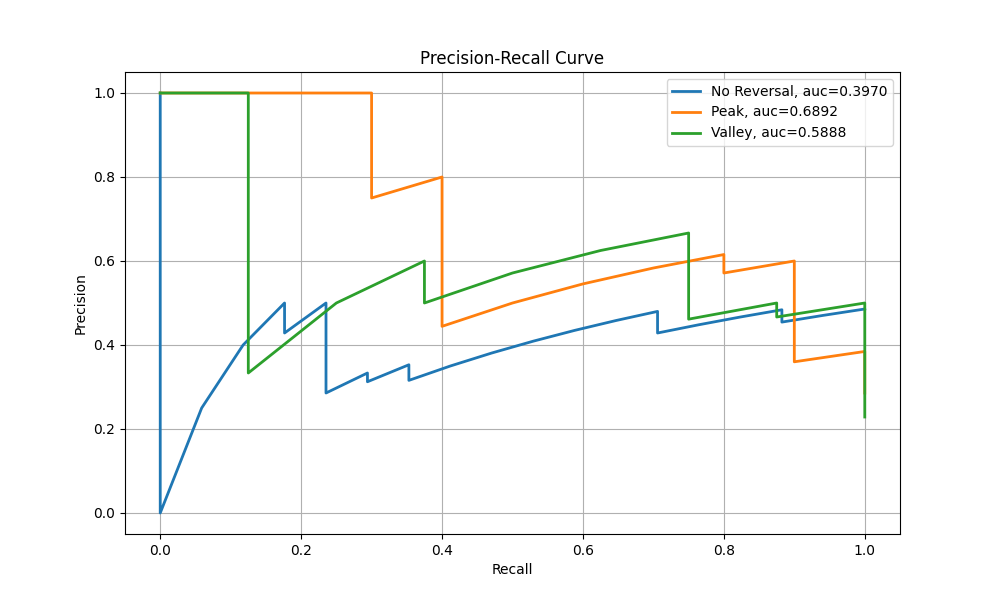 Precision-Recall Curve
No Reversal, auc=0.3970
Peak, auc=0.6892
Valley, auc=0.5888
Precision
1.0
0.8
0.6
0.4
0.2
0.0
0.0 0.2 0.4 0.6 0.8 1.0
Recall